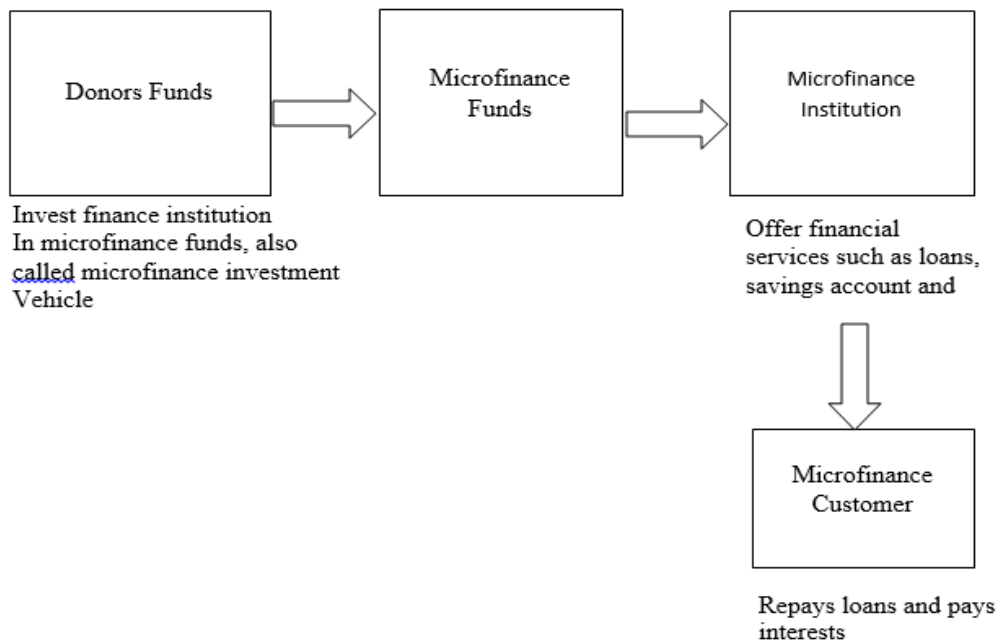 Donors Funds
Microfinance
Funds
Microfinance
Institution
Invest finance institution
In microfinance funds, also
called microfinance investment
Vehicle
Offer financial
services such as loans,
savings account and
Microfinance
Customer
Repays loans and pays
interests